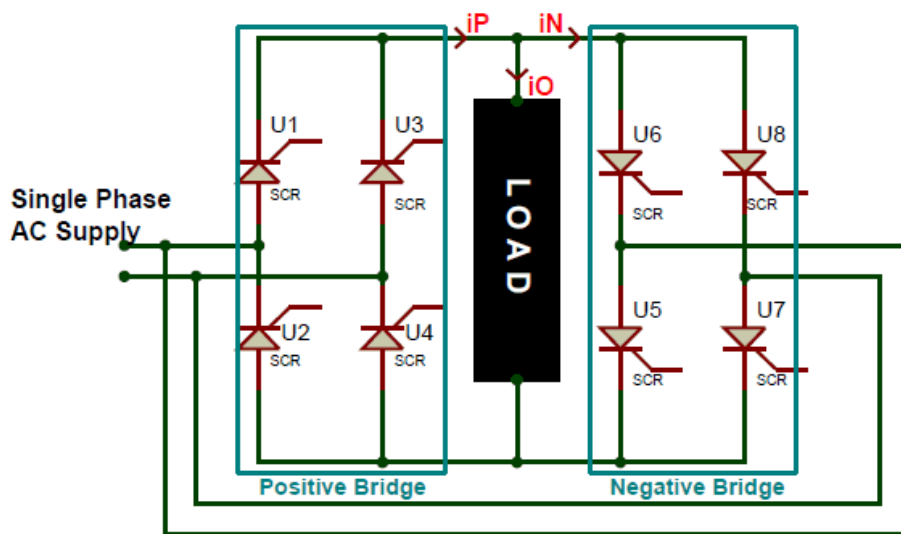 iP
iN
iO
U1
U3
SCR
SCR
U6
U8
SCR
SCR
Single Phase
AC Supply
LOAD
U2
U4
SCR
SCR
U5
U7
SCR
SCR
Positive Bridge
Negative Bridge